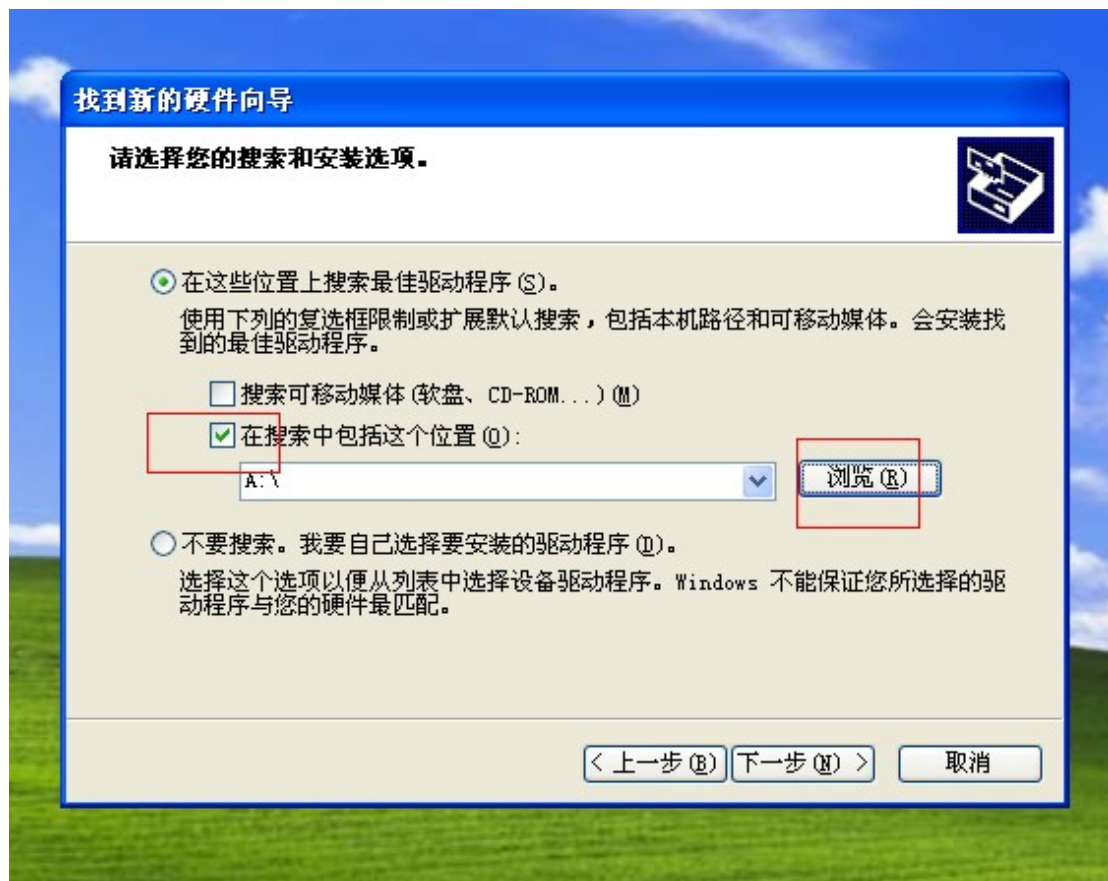 找到新的硬件向导
请选择您的搜索和安装选项。
在这些位置上搜索最佳驱动程序(S)。
使用下列的复选框限制或扩展默认搜索，包括本机路径和可移动媒体。会安装找
到的最佳驱动程序。
搜索可移动媒体(软盘、CD-ROM...)(M)
在搜索中包括这个位置(O):
A:\
浏览(R)
不要搜索。我要自己选择要安装的驱动程序(D)。
选择这个选项以便从列表中选择设备驱动程序。Windows 不能保证您所选择的驱
动程序与您的硬件最匹配。
< 上一步(B) 下一步(N) > 取消